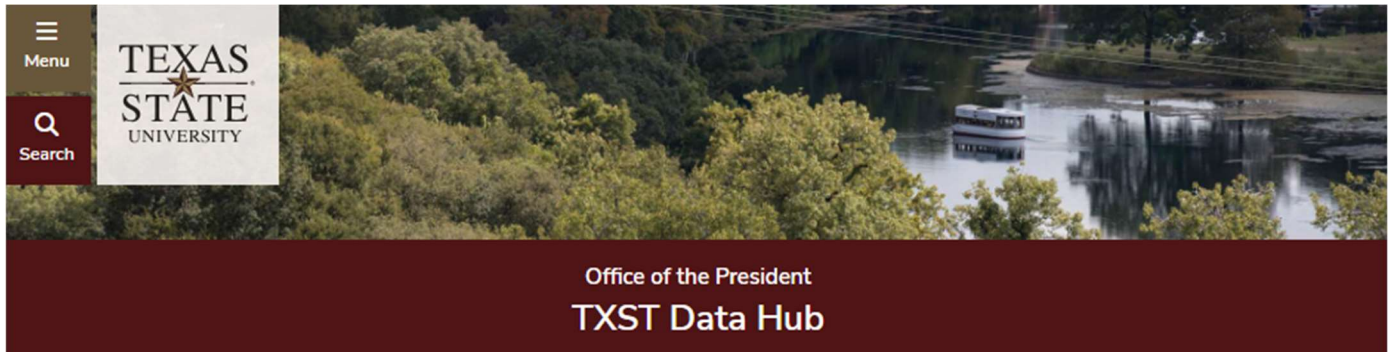 Menu
Search
TEXAS
STATE
UNIVERSITY
Office of the President
TXST Data Hub